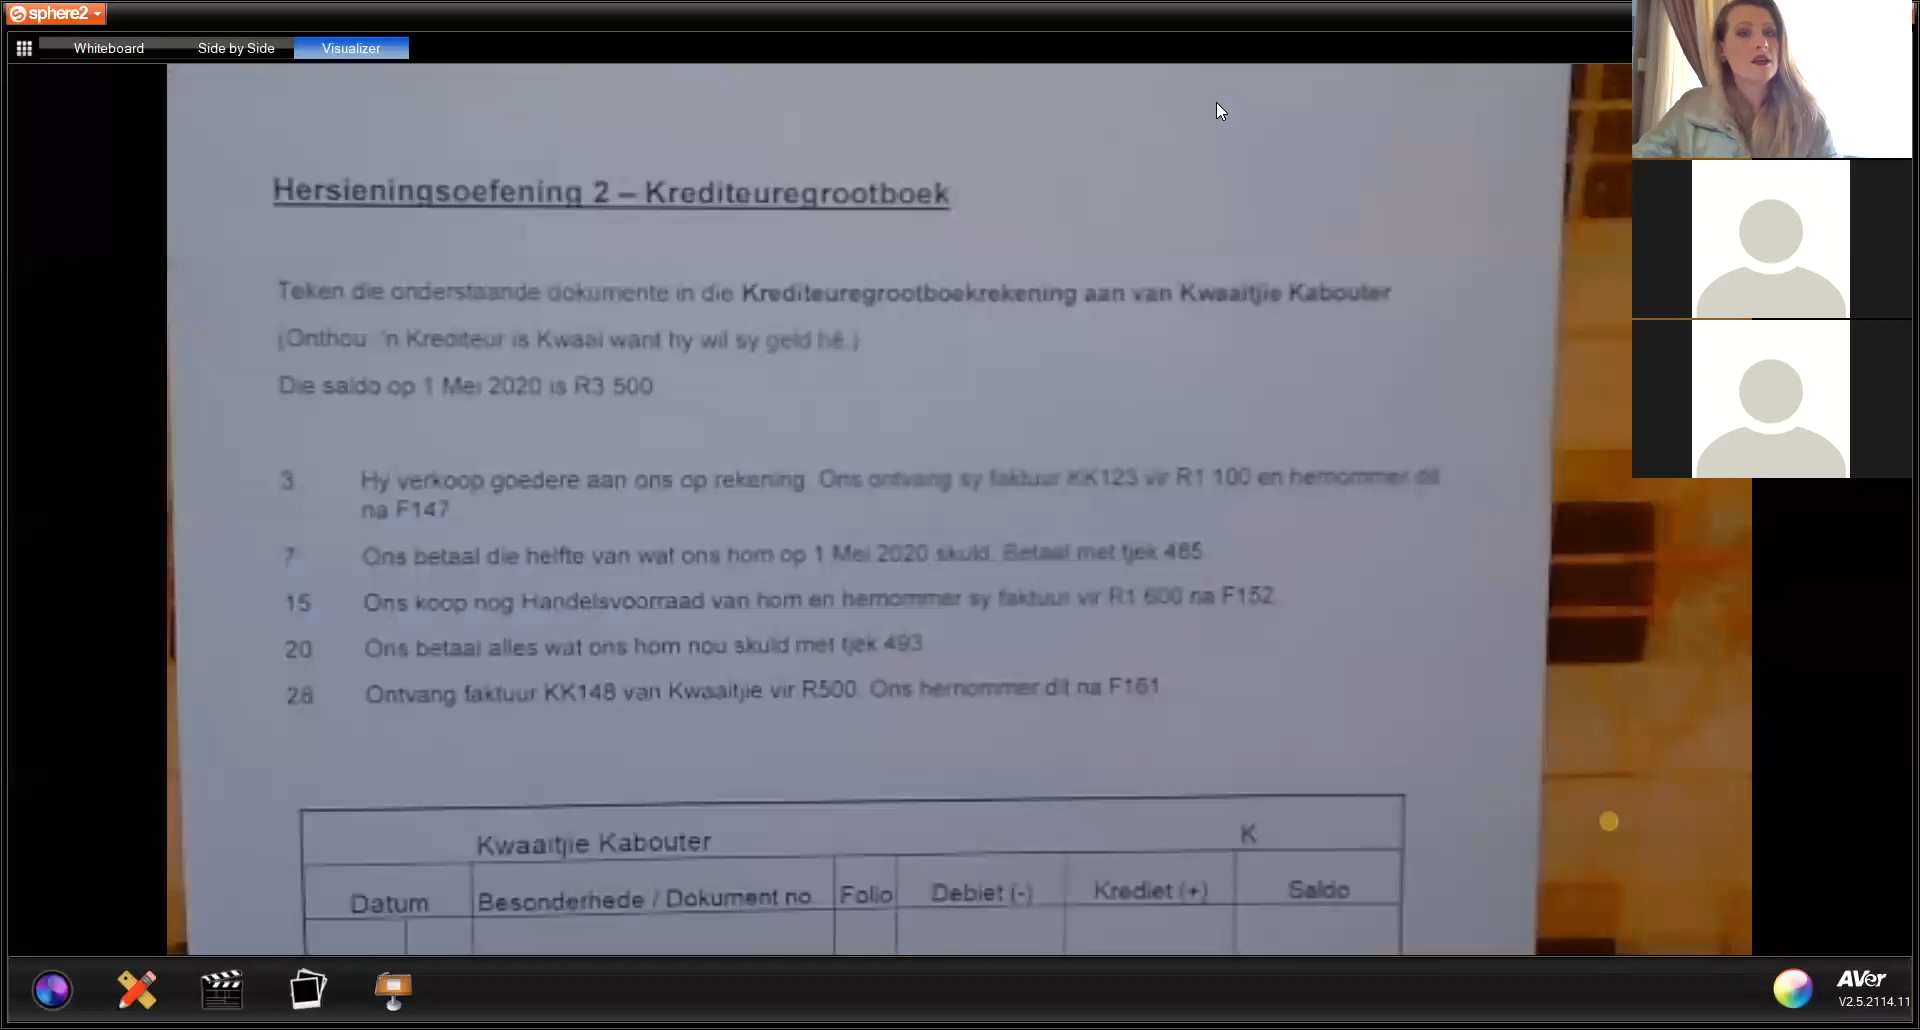 sphere2
Whiteboard Side by Side Visualizer
Hersieningsoefening 2 – Krediteuregrootboek
Teken die onderstaande dokumente in die Krediteuregrootboekrekening aan van Kwaaitjie Kabouter
(Onthou: 'n Krediteur is Kwaai want hy wil sy geld hê.)
Die saldo op 1 Mei 2020 is R3 500
3 Hy verkoop goedere aan ons op rekening. Ons ontvang sy faktuur KK123 vir R1 100 en hernommer dit
na F147
7 Ons betaal die helfte van wat ons hom op 1 Mei 2020 skuld. Betaal met tjek 485
15 Ons koop nog Handelsvoorraad van hom en hernommer sy faktuur vir R1 600 na F152
20 Ons betaal alles wat ons hom nou skuld met tjek 493
28 Ontvang faktuur KK148 van Kwaaitjie vir R500. Ons hernommer dit na F161
Kwaaitjie Kabouter K
Datum Besonderhede / Dokument no Folio Debiet (-) Krediet (+) Saldo
AVer
V2.5.2114.11